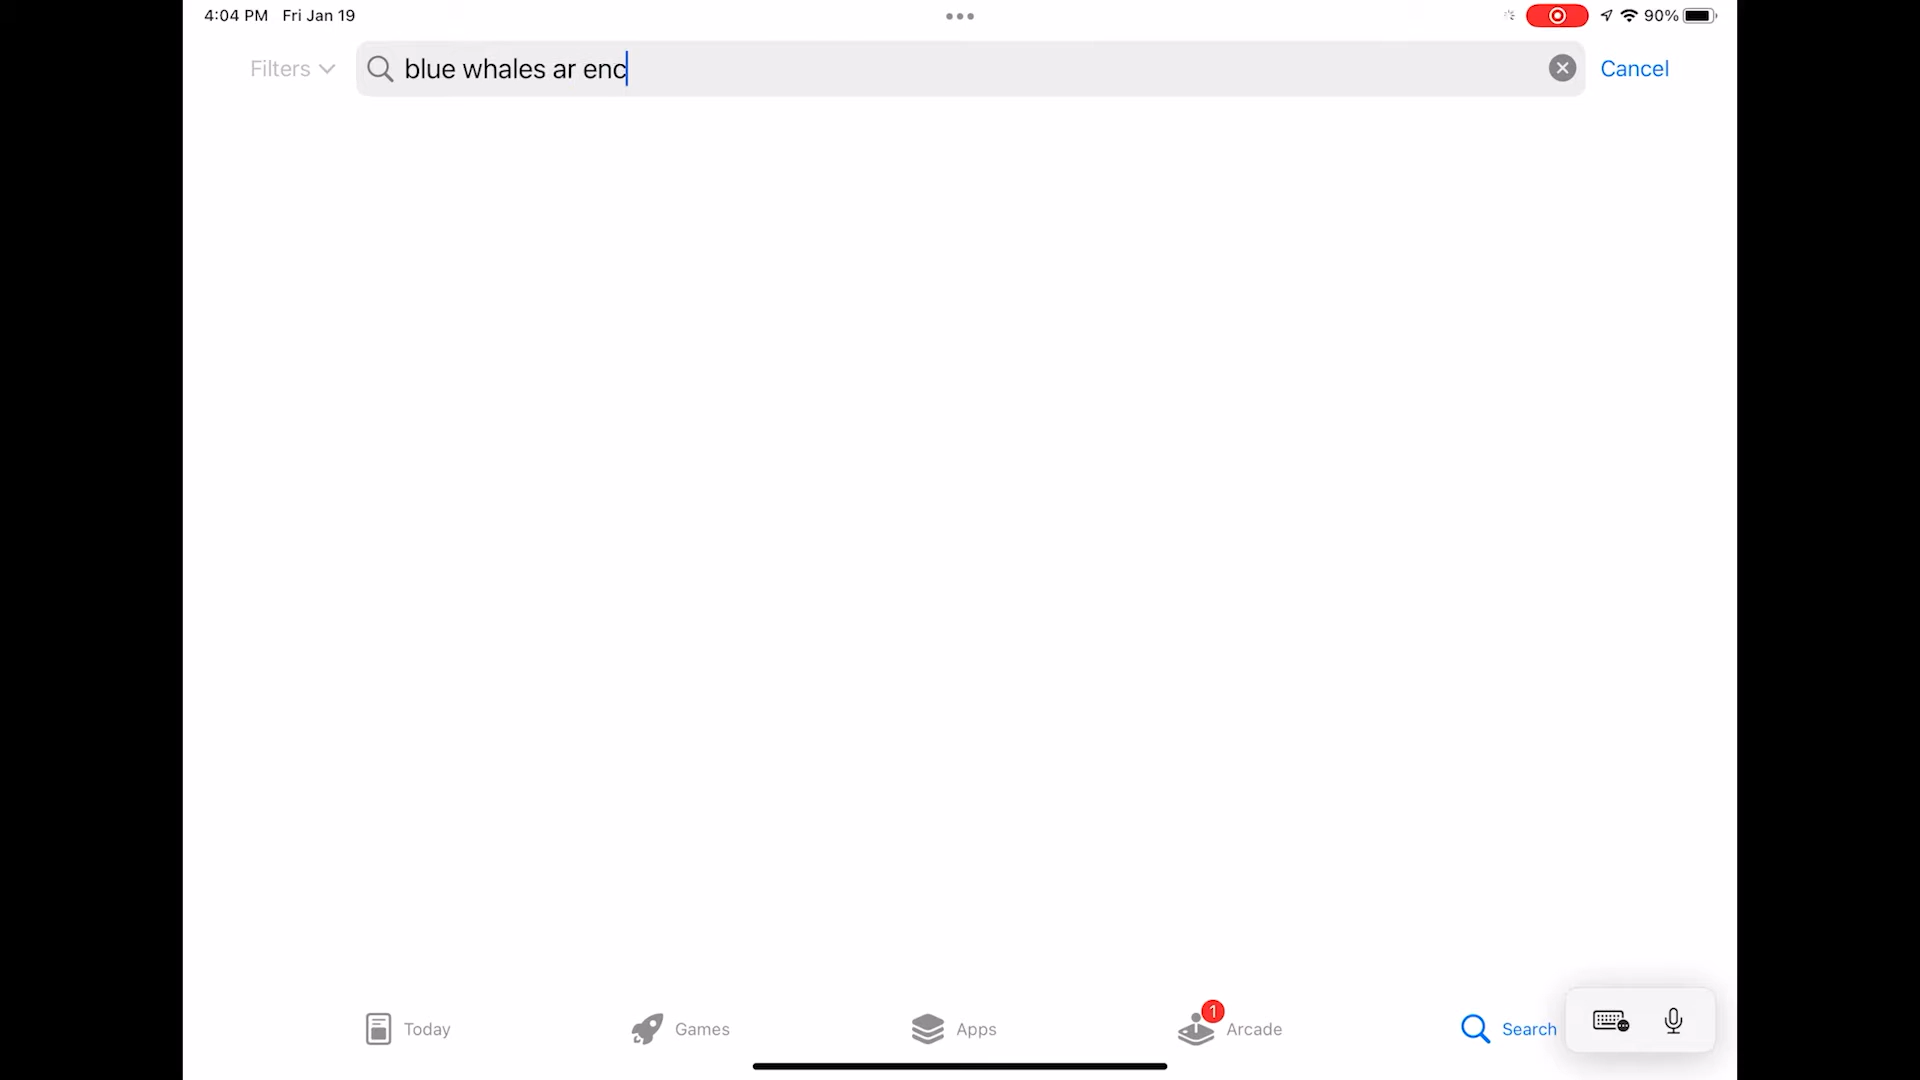 4:04 PM Fri Jan 19
90%
Filters
blue whales ar enc
Cancel
Today
Games
Apps
1
Arcade
Search